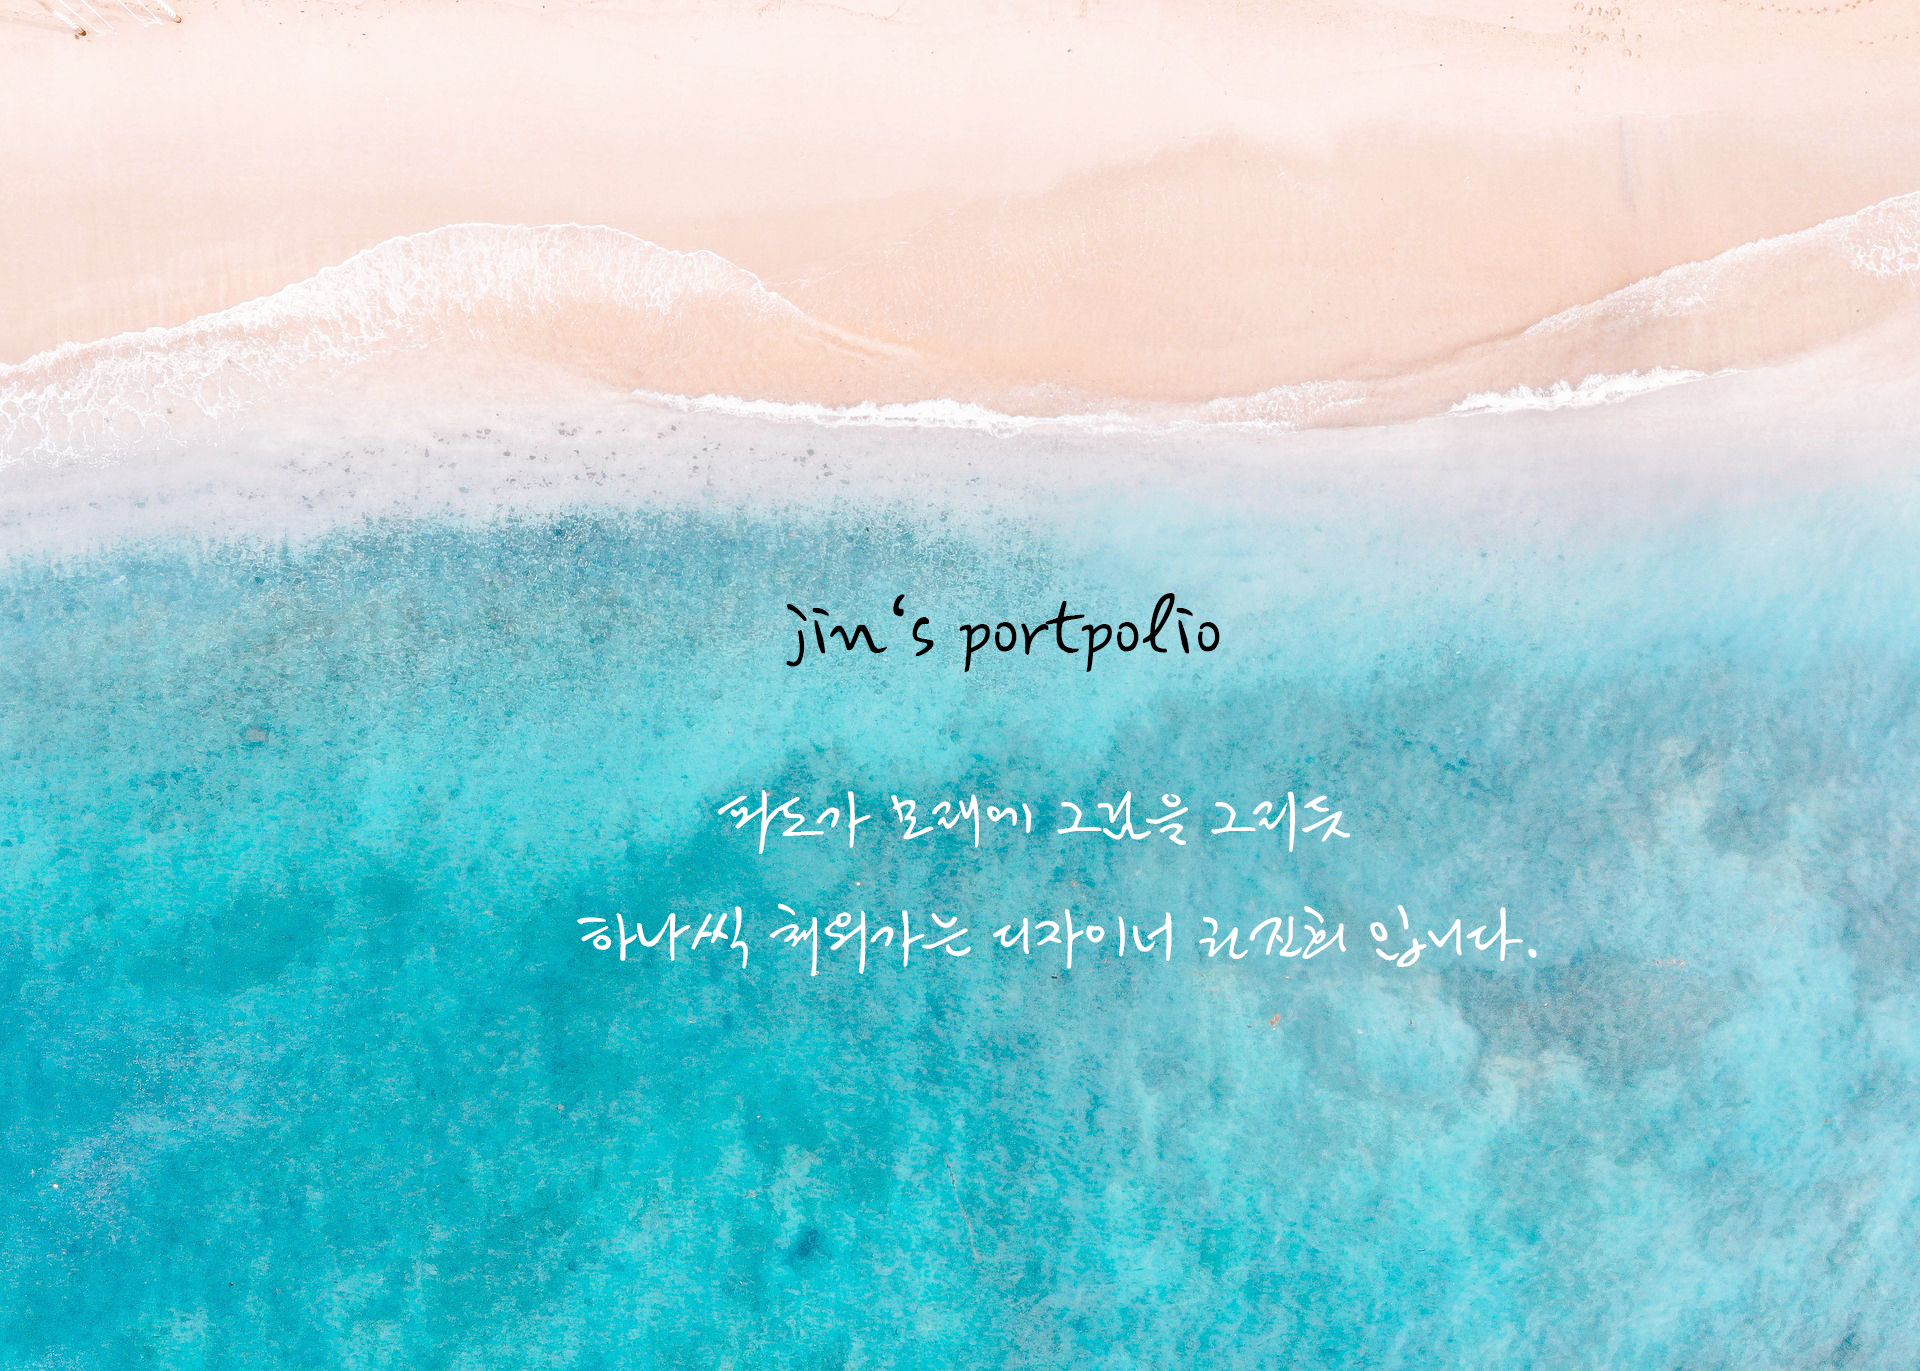 jin‘s portpolio
파도가 모래에 그림을 그리듯
하나씩 채워가는 디자이너 권진희 입니다.